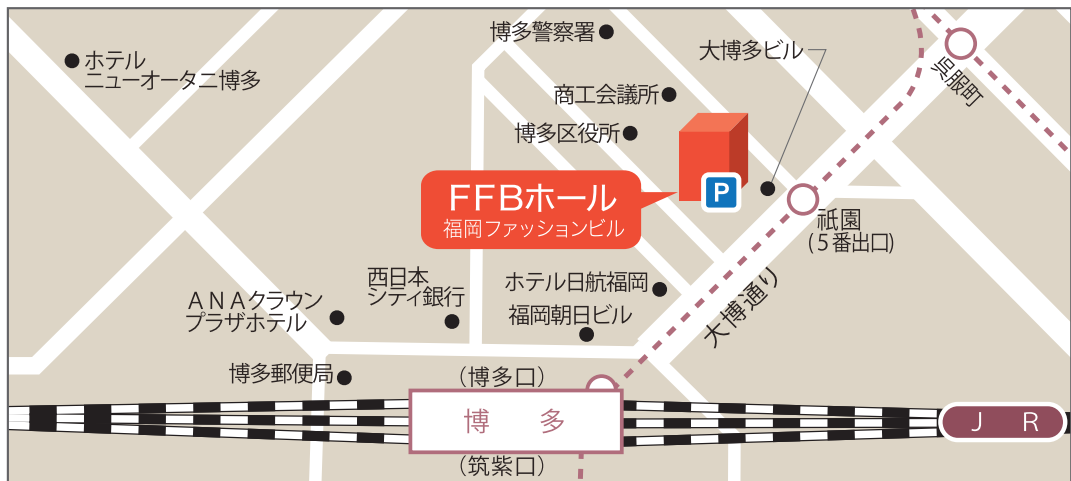 博多警察署
大博多ビル
ホテル
ニューオータニ博多
呉服町
商工会議所
博多区役所
P
FFBホール
福岡ファッションビル
祇園
(5番出口)
大博通り
西日本
シティ銀行
ホテル日航福岡
ANAクラウン
プラザホテル
福岡朝日ビル
博多郵便局
(博多口)
博 多
J R
(筑紫口)